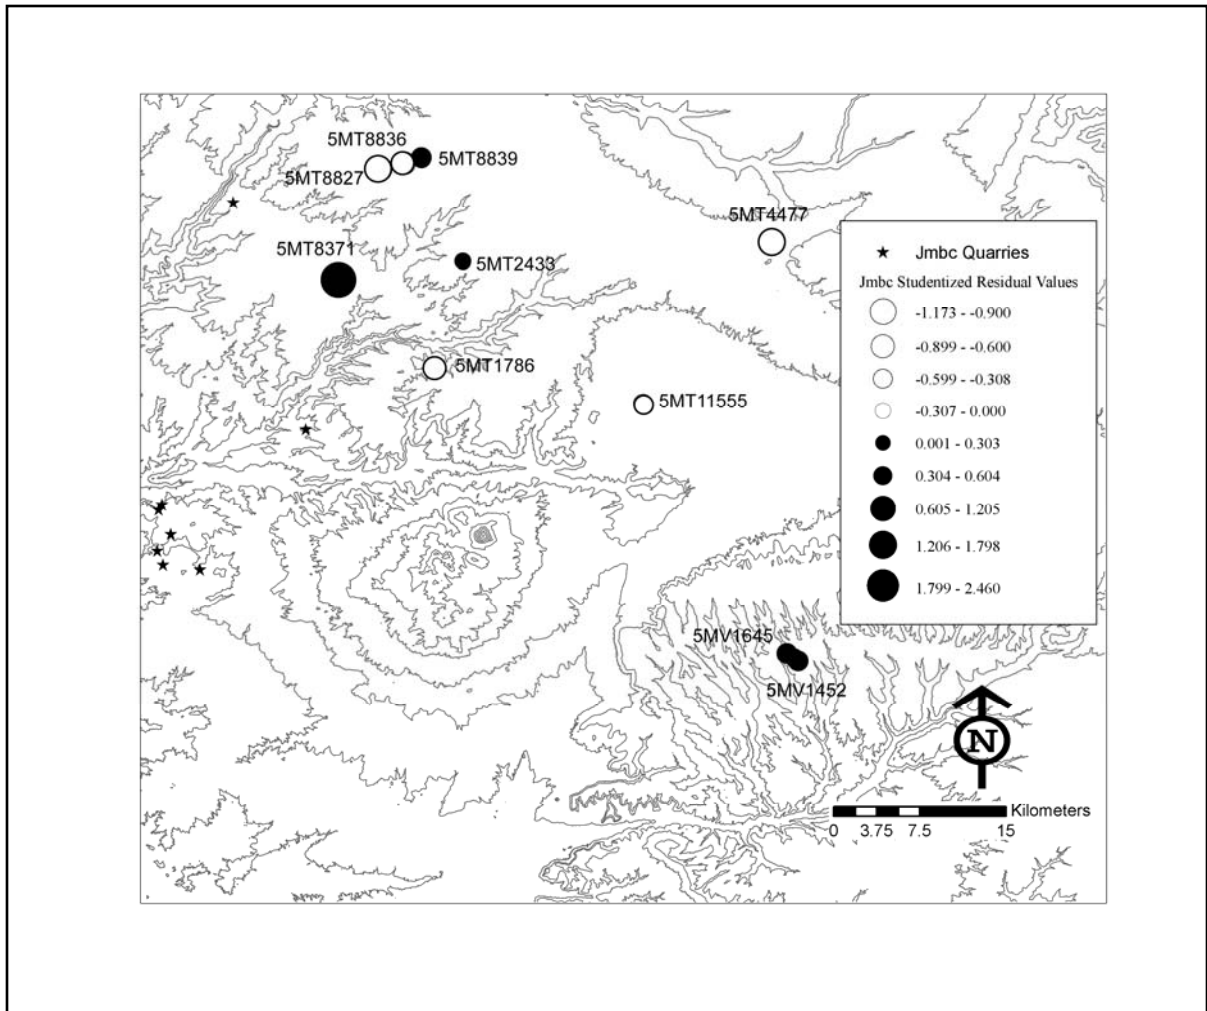 5MT8836
5MT8839
5MT8827
5MT4477
5MT8371
5MT2433
5MT1786
5MT11555
Jmbc Quarries
Jmbc Studentized Residual Values
-1.173 - -0.900
-0.899 - -0.600
-0.599 - -0.308
-0.307 - 0.000
0.001 - 0.303
0.304 - 0.604
0.605 - 1.205
1.206 - 1.798
1.799 - 2.460
5MV1645
5MV1452
N
Kilometers
0 3.75 7.5 15